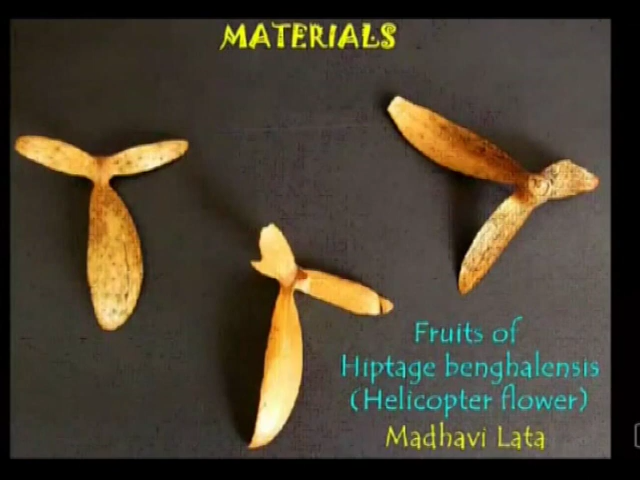 MATERIALS
Fruits of
Hiptage benghalensis
(Helicopter flower)
Madhavi Lata